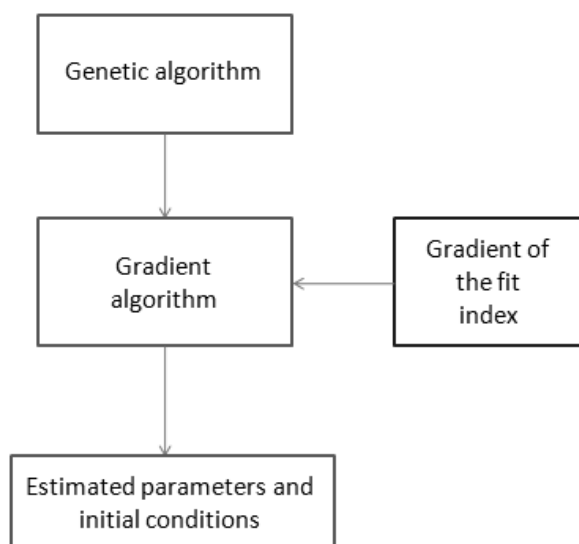 Genetic algorithm
Gradient
algorithm
Gradient of
the fit
index
Estimated parameters and
initial conditions